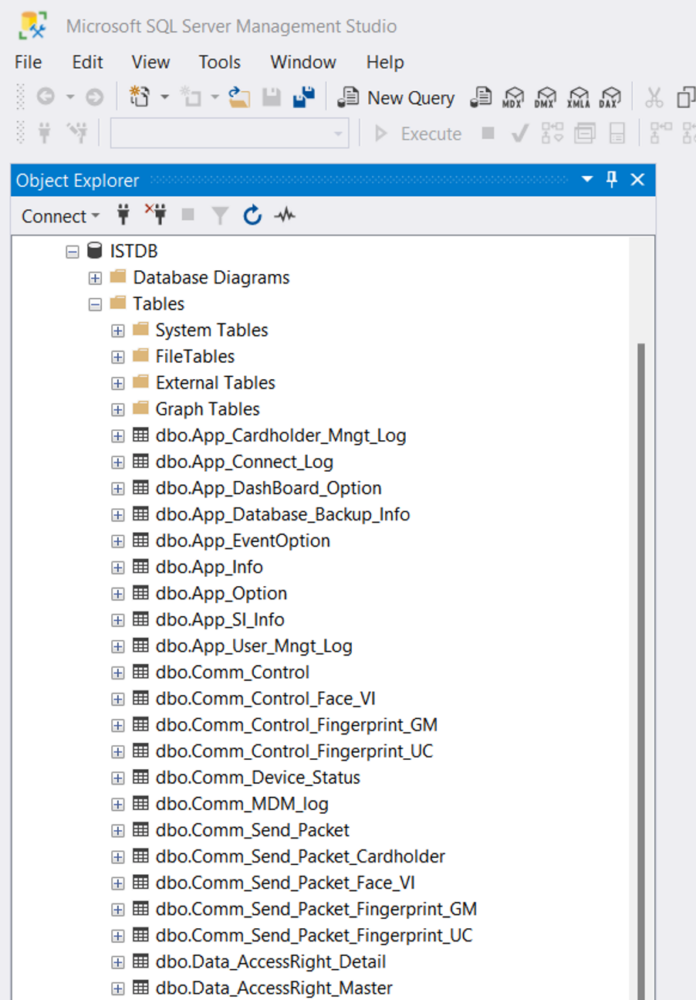 Microsoft SQL Server Management Studio
File Edit View Tools Window Help
New Query MDX DMX XMLA DAX
Execute
Object Explorer
Connect
ISTDB
Database Diagrams
Tables
System Tables
FileTables
External Tables
Graph Tables
dbo.App_Cardholder_Mngt_Log
dbo.App_Connect_Log
dbo.App_DashBoard_Option
dbo.App_Database_Backup_Info
dbo.App_EventOption
dbo.App_Info
dbo.App_Option
dbo.App_SI_Info
dbo.App_User_Mngt_Log
dbo.Comm_Control
dbo.Comm_Control_Face_VI
dbo.Comm_Control_Fingerprint_GM
dbo.Comm_Control_Fingerprint_UC
dbo.Comm_Device_Status
dbo.Comm_MDM_log
dbo.Comm_Send_Packet
dbo.Comm_Send_Packet_Cardholder
dbo.Comm_Send_Packet_Face_VI
dbo.Comm_Send_Packet_Fingerprint_GM
dbo.Comm_Send_Packet_Fingerprint_UC
dbo.Data_AccessRight_Detail
dbo.Data_AccessRight_Master